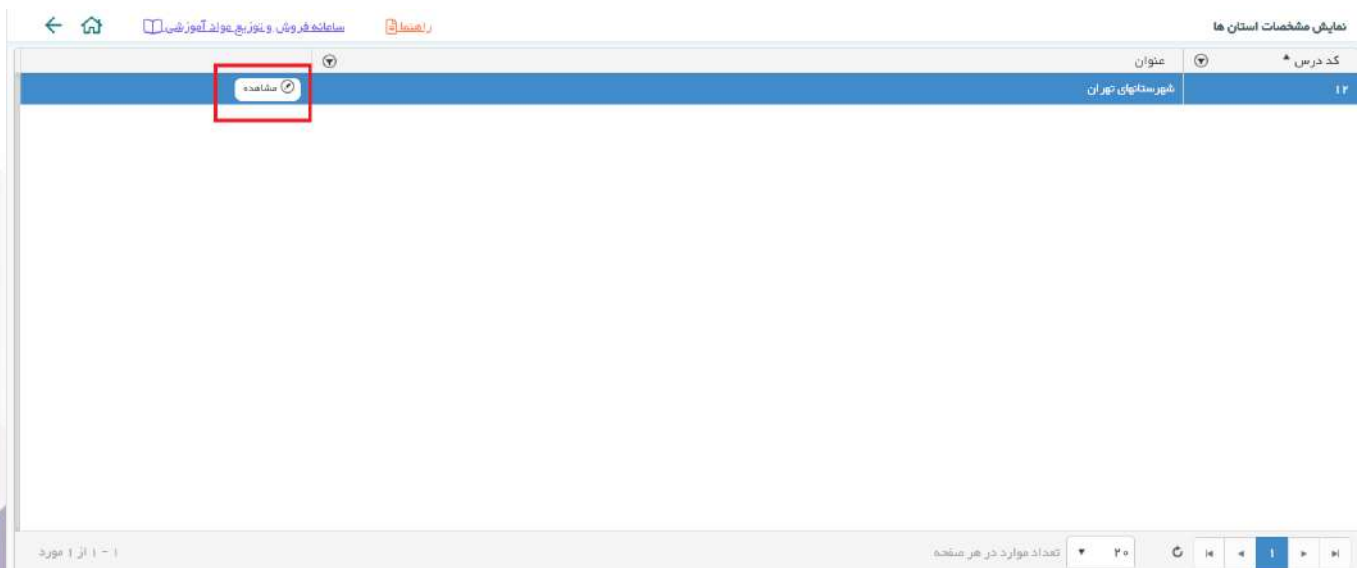 نمایش مشخصات استان ها
راهنما
سامانه فروش و توزیع مواد آموزشی
کد درس
عنوان
۱۲
شهرستانهای تهران
مشاهده
۱
۲۰
تعداد موارد در هر صفحه
۱ - ۱ از ۱ مورد